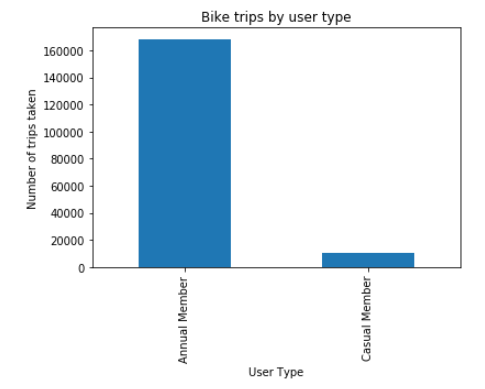 Bike trips by user type
Number of trips taken
160000
140000
120000
100000
80000
60000
40000
20000
0
Annual Member
Casual Member
User Type